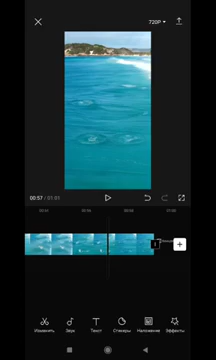 720P
00:57 / 01:01
Изменить
Звук
Текст
Стикеры
Наложение
Эффекты